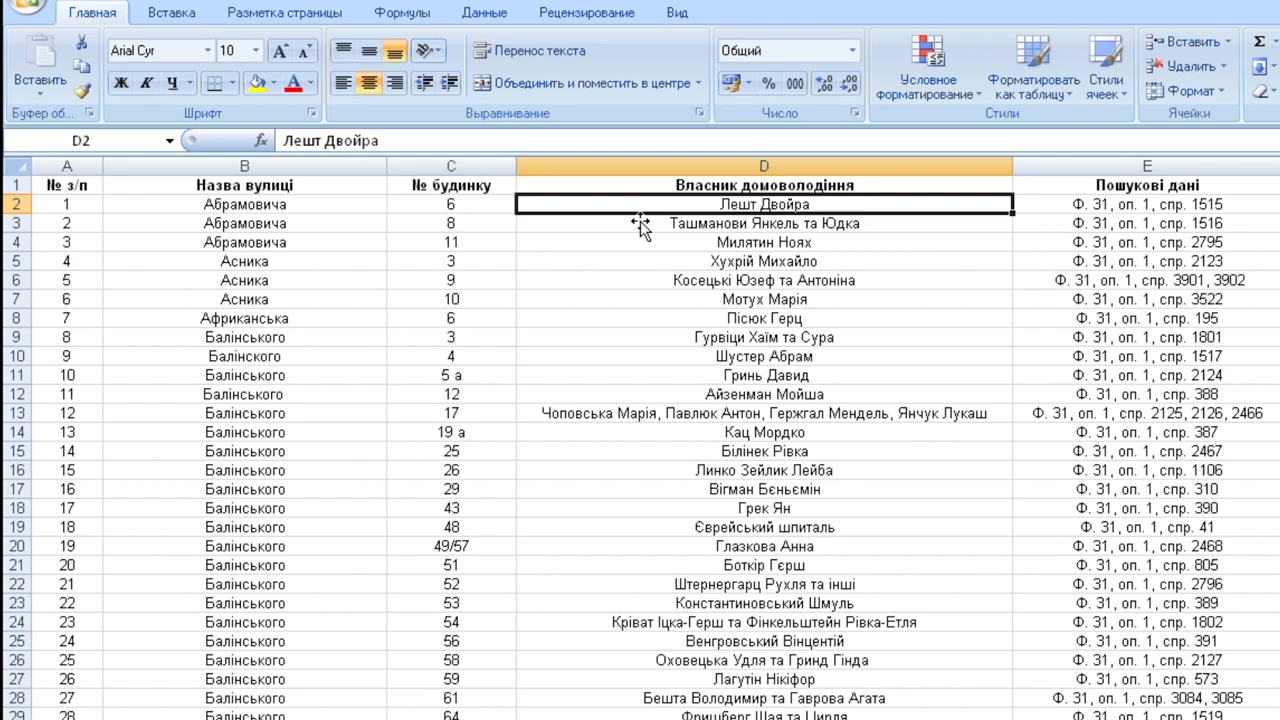 Главная Вставка Разметка страницы Формулы Данные Рецензирование Вид
Arial Cyr 10 Перенос текста Общий Вставить
Вставить Ж К Ч Объединить и поместить в центре % 000 Условное форматирование Форматировать как таблицу Стили ячеек Удалить Формат
Буфер об... Шрифт Выравнивание Число Стили Ячейки
D2 fx Лешт Двойра
A B C D E
1 № з/п Назва вулиці № будинку Власник домоволодіння Пошукові дані
2 1 Абрамовича 6 Лешт Двойра Ф. 31, оп. 1, спр. 1515
3 2 Абрамовича 8 Ташманови Янкель та Юдка Ф. 31, оп. 1, спр. 1516
4 3 Абрамовича 11 Милятин Ноях Ф. 31, оп. 1, спр. 2795
5 4 Асника 3 Хухрій Михайло Ф. 31, оп. 1, спр. 2123
6 5 Асника 9 Косецькі Юзеф та Антоніна Ф. 31, оп. 1, спр. 3901, 3902
7 6 Асника 10 Мотух Марія Ф. 31, оп. 1, спр. 3522
8 7 Африканська 6 Пісюк Герц Ф. 31, оп. 1, спр. 195
9 8 Балінського 3 Гурвіци Хаїм та Сура Ф. 31, оп. 1, спр. 1801
10 9 Балінского 4 Шустер Абрам Ф. 31, оп. 1, спр. 1517
11 10 Балінського 5 а Гринь Давид Ф. 31, оп. 1, спр. 2124
12 11 Балінського 12 Айзенман Мойша Ф. 31, оп. 1, спр. 388
13 12 Балінського 17 Чоповська Марія, Павлюк Антон, Гержгал Мендель, Янчук Лукаш Ф. 31, оп. 1, спр. 2125, 2126, 2466
14 13 Балінського 19 а Кац Мордко Ф. 31, оп. 1, спр. 387
15 14 Балінського 25 Білінек Рівка Ф. 31, оп. 1, спр. 2467
16 15 Балінського 26 Линко Зейлик Лейба Ф. 31, оп. 1, спр. 1106
17 16 Балінського 29 Вігман Бєньємін Ф. 31, оп. 1, спр. 310
18 17 Балінського 43 Грек Ян Ф. 31, оп. 1, спр. 390
19 18 Балінського 48 Єврейський шпиталь Ф. 31, оп. 1, спр. 41
20 19 Балінського 49/57 Глазкова Анна Ф. 31, оп. 1, спр. 2468
21 20 Балінського 51 Боткір Гєрш Ф. 31, оп. 1, спр. 805
22 21 Балінського 52 Штернергарц Рухля та інші Ф. 31, оп. 1, спр. 2796
23 22 Балінського 53 Константиновський Шмуль Ф. 31, оп. 1, спр. 389
24 23 Балінського 54 Кріват Іцка-Герш та Фінкельштейн Рівка-Етля Ф. 31, оп. 1, спр. 1802
25 24 Балінського 56 Венгровський Вінцентій Ф. 31, оп. 1, спр. 391
26 25 Балінського 58 Оховецька Удля та Гринд Гінда Ф. 31, оп. 1, спр. 2127
27 26 Балінського 59 Лагутін Нікіфор Ф. 31, оп. 1, спр. 573
28 27 Балінського 61 Бешта Володимир та Гаврова Агата Ф. 31, оп. 1, спр. 3084, 3085
29 28 Балінського 64 Фришберг Шая та Цирля Ф. 31, оп. 1, спр. 1519